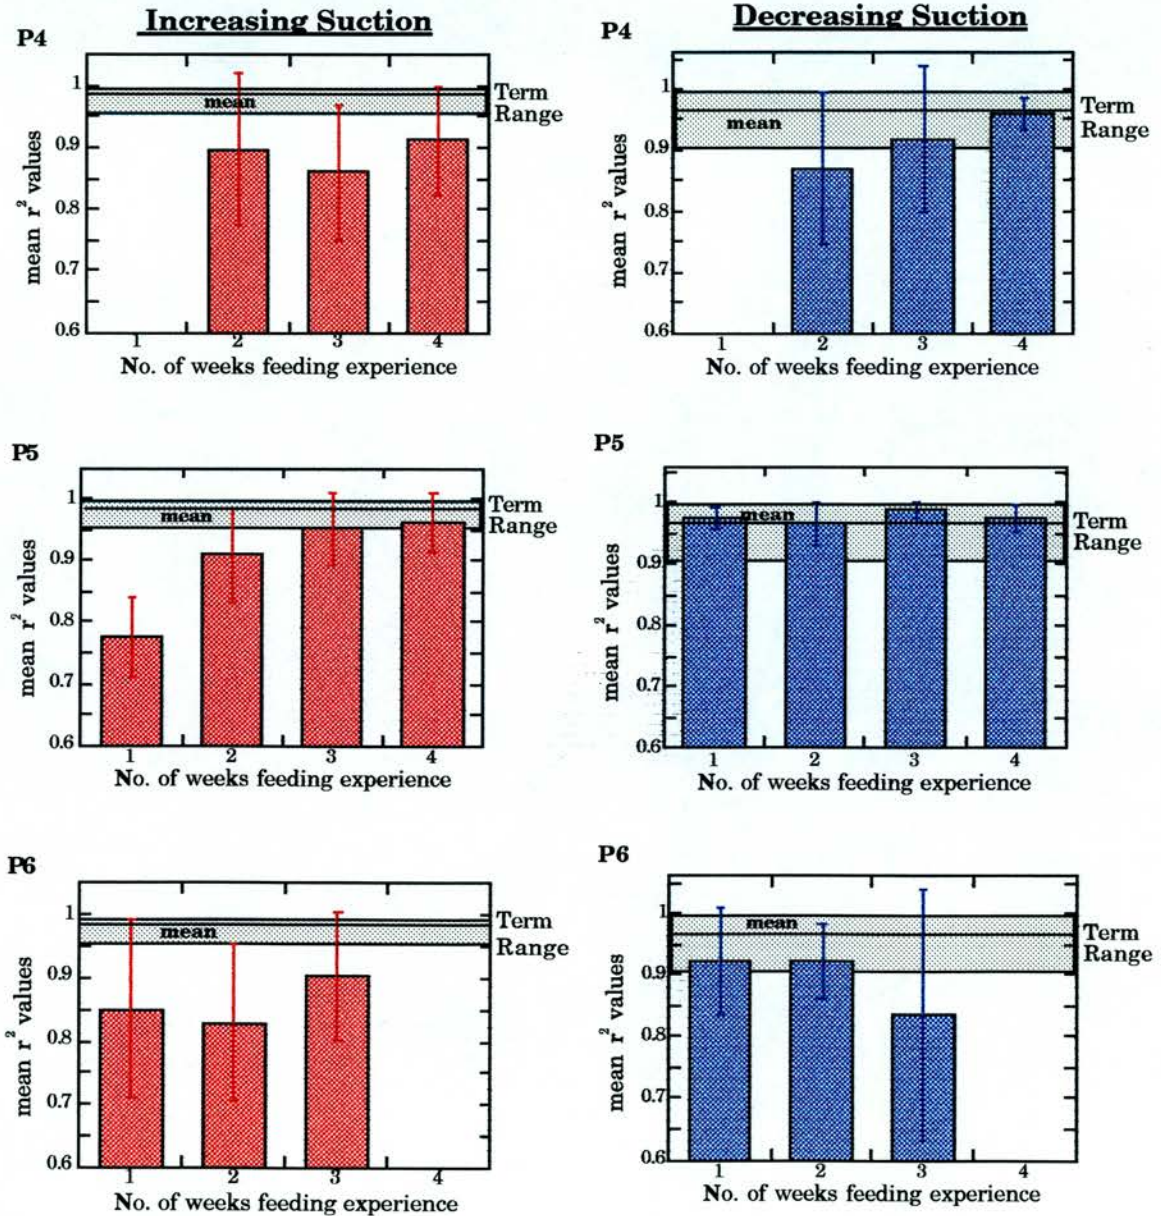 Increasing Suction
Decreasing Suction
P4
1
0.9
0.8
0.7
0.6
mean r² values
mean
Term
Range
1 2 3 4
No. of weeks feeding experience
P4
1
0.9
0.8
0.7
0.6
mean r² values
mean
Term
Range
1 2 3 4
No. of weeks feeding experience
P5
1
0.9
0.8
0.7
0.6
mean r² values
mean
Term
Range
1 2 3 4
No. of weeks feeding experience
P5
1
0.9
0.8
0.7
0.6
mean r² values
mean
Term
Range
1 2 3 4
No. of weeks feeding experience
P6
1
0.9
0.8
0.7
0.6
mean r² values
mean
Term
Range
1 2 3 4
No. of weeks feeding experience
P6
1
0.9
0.8
0.7
0.6
mean r² values
mean
Term
Range
1 2 3 4
No. of weeks feeding experience